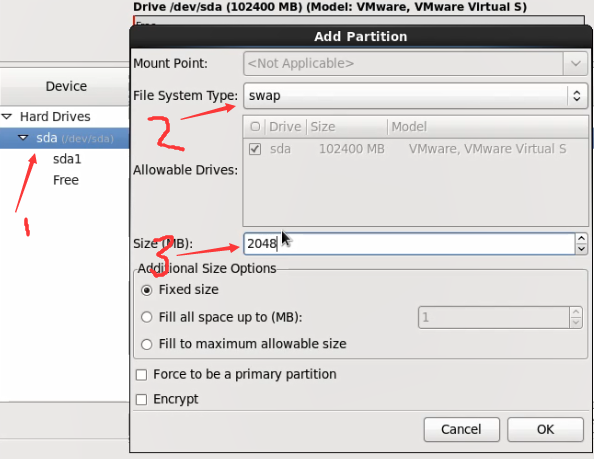 Drive /dev/sda (102400 MB) (Model: VMware, VMware Virtual S)
Add Partition
Mount Point: <Not Applicable>
File System Type: swap
Drive Size Model
sda 102400 MB VMware, VMware Virtual S
Allowable Drives:
Size (MB): 2048
Additional Size Options
Fixed size
Fill all space up to (MB): 1
Fill to maximum allowable size
Force to be a primary partition
Encrypt
Cancel OK
Device
Hard Drives
sda (/dev/sda)
sda1
Free
1
2
3